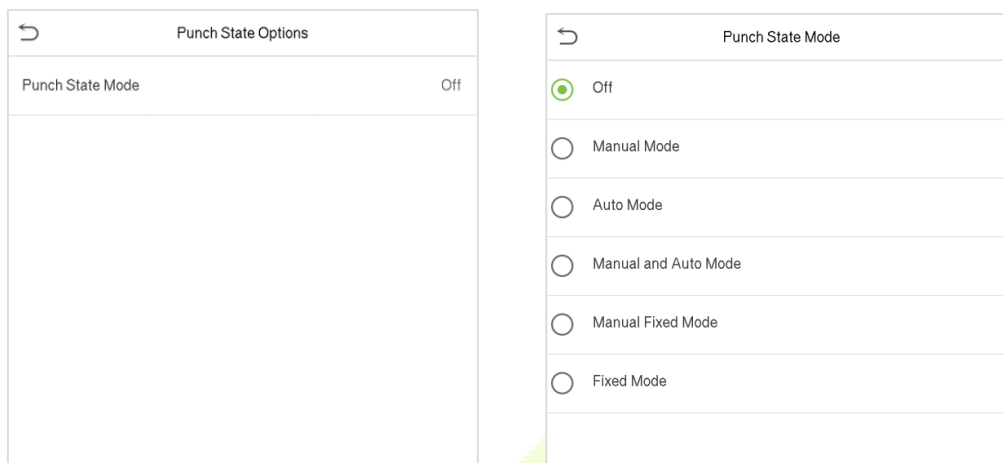 Punch State Options
Punch State Mode Off
Punch State Mode
Off
Manual Mode
Auto Mode
Manual and Auto Mode
Manual Fixed Mode
Fixed Mode